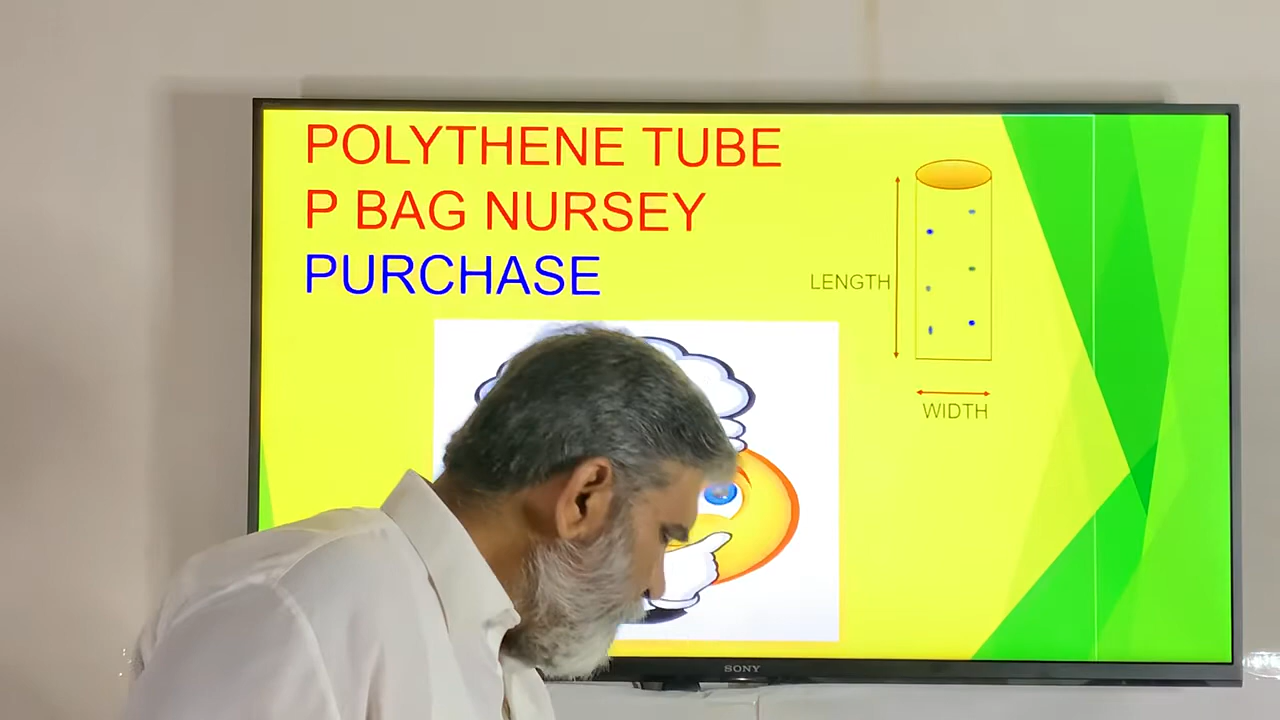 POLYTHENE TUBE
P BAG NURSEY
PURCHASE
LENGTH
WIDTH
SONY